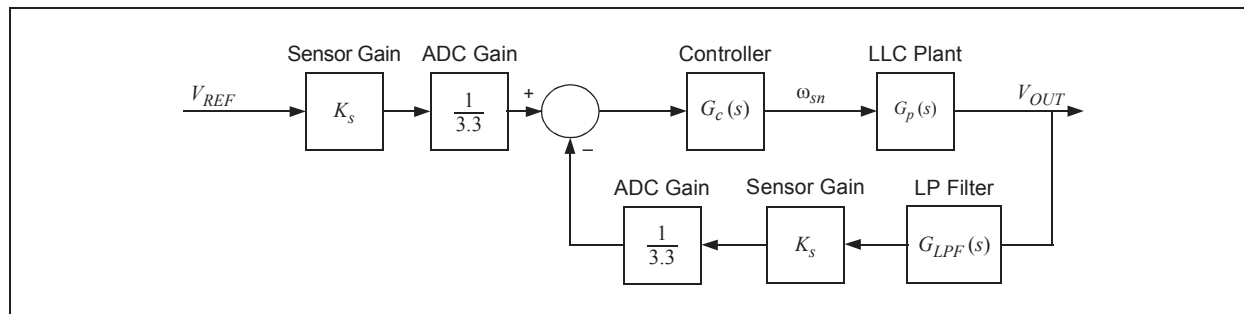 Sensor Gain ADC Gain Controller LLC Plant
V_REF K_s 1/3.3 + G_c(s) ω_sn G_p(s) V_OUT
−
ADC Gain Sensor Gain LP Filter
1/3.3 K_s G_LPF(s)